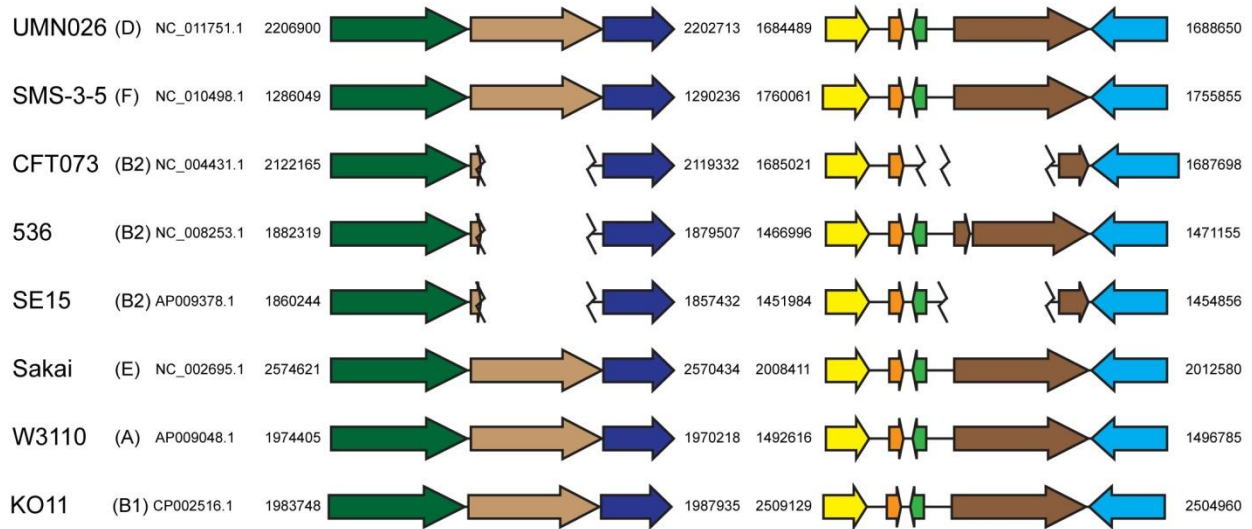 UMN026 (D) NC_011751.1 2206900 2202713 1684489 1688650
SMS-3-5 (F) NC_010498.1 1286049 1290236 1760061 1755855
CFT073 (B2) NC_004431.1 2122165 2119332 1685021 1687698
536 (B2) NC_008253.1 1882319 1879507 1466996 1471155
SE15 (B2) AP009378.1 1860244 1857432 1451984 1454856
Sakai (E) NC_002695.1 2574621 2570434 2008411 2012580
W3110 (A) AP009048.1 1974405 1970218 1492616 1496785
KO11 (B1) CP002516.1 1983748 1987935 2509129 2504960